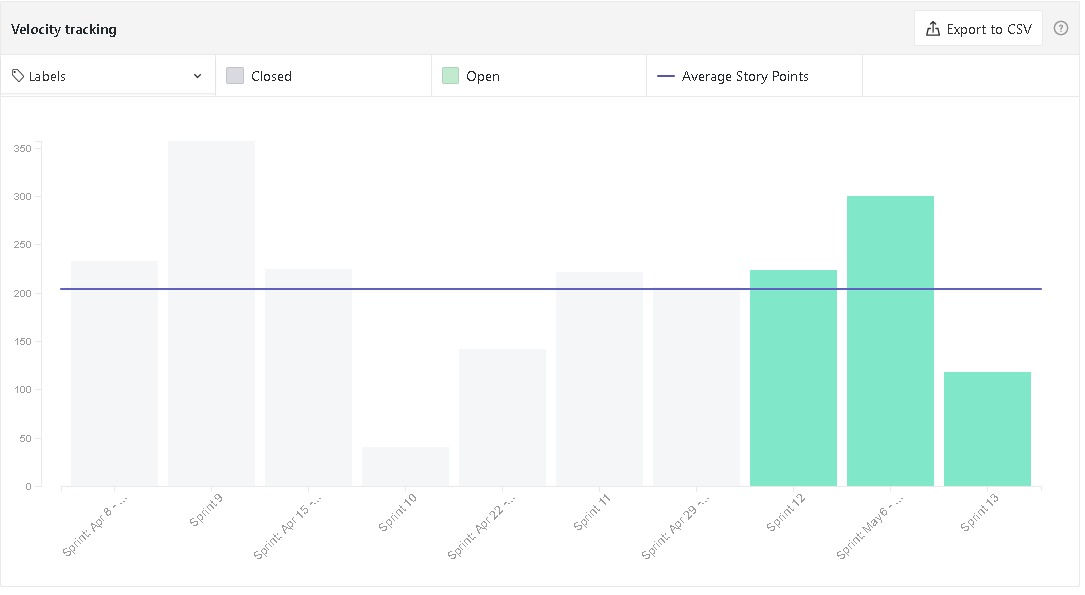 Velocity tracking
Export to CSV
?
Labels
Closed
Open
Average Story Points
350
300
250
200
150
100
50
0
Sprint: Apr 8 - ...
Sprint 9
Sprint: Apr 15 -...
Sprint 10
Sprint: Apr 22 -...
Sprint 11
Sprint: Apr 29 -...
Sprint 12
Sprint: May 6 - ...
Sprint 13